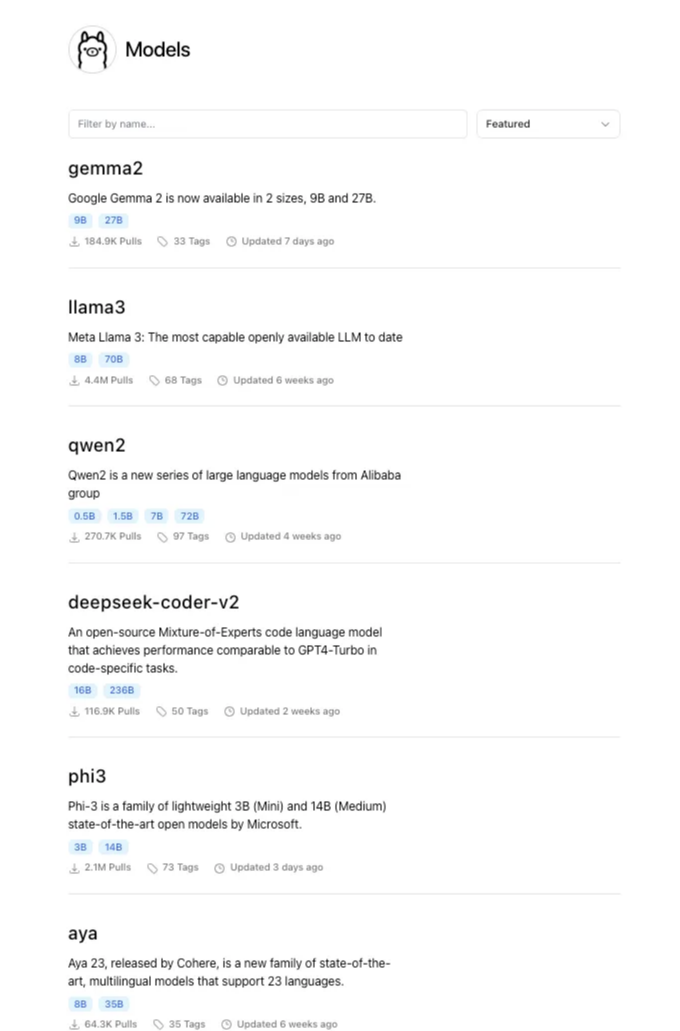 Models
Filter by name...
Featured
gemma2
Google Gemma 2 is now available in 2 sizes, 9B and 27B.
9B 27B
184.9K Pulls 33 Tags Updated 7 days ago
llama3
Meta Llama 3: The most capable openly available LLM to date
8B 70B
4.4M Pulls 68 Tags Updated 6 weeks ago
qwen2
Qwen2 is a new series of large language models from Alibaba
group
0.5B 1.5B 7B 72B
270.7K Pulls 97 Tags Updated 4 weeks ago
deepseek-coder-v2
An open-source Mixture-of-Experts code language model
that achieves performance comparable to GPT4-Turbo in
code-specific tasks.
16B 236B
116.9K Pulls 50 Tags Updated 2 weeks ago
phi3
Phi-3 is a family of lightweight 3B (Mini) and 14B (Medium)
state-of-the-art open models by Microsoft.
3B 14B
2.1M Pulls 73 Tags Updated 3 days ago
aya
Aya 23, released by Cohere, is a new family of state-of-the-
art, multilingual models that support 23 languages.
8B 35B
64.3K Pulls 35 Tags Updated 6 weeks ago